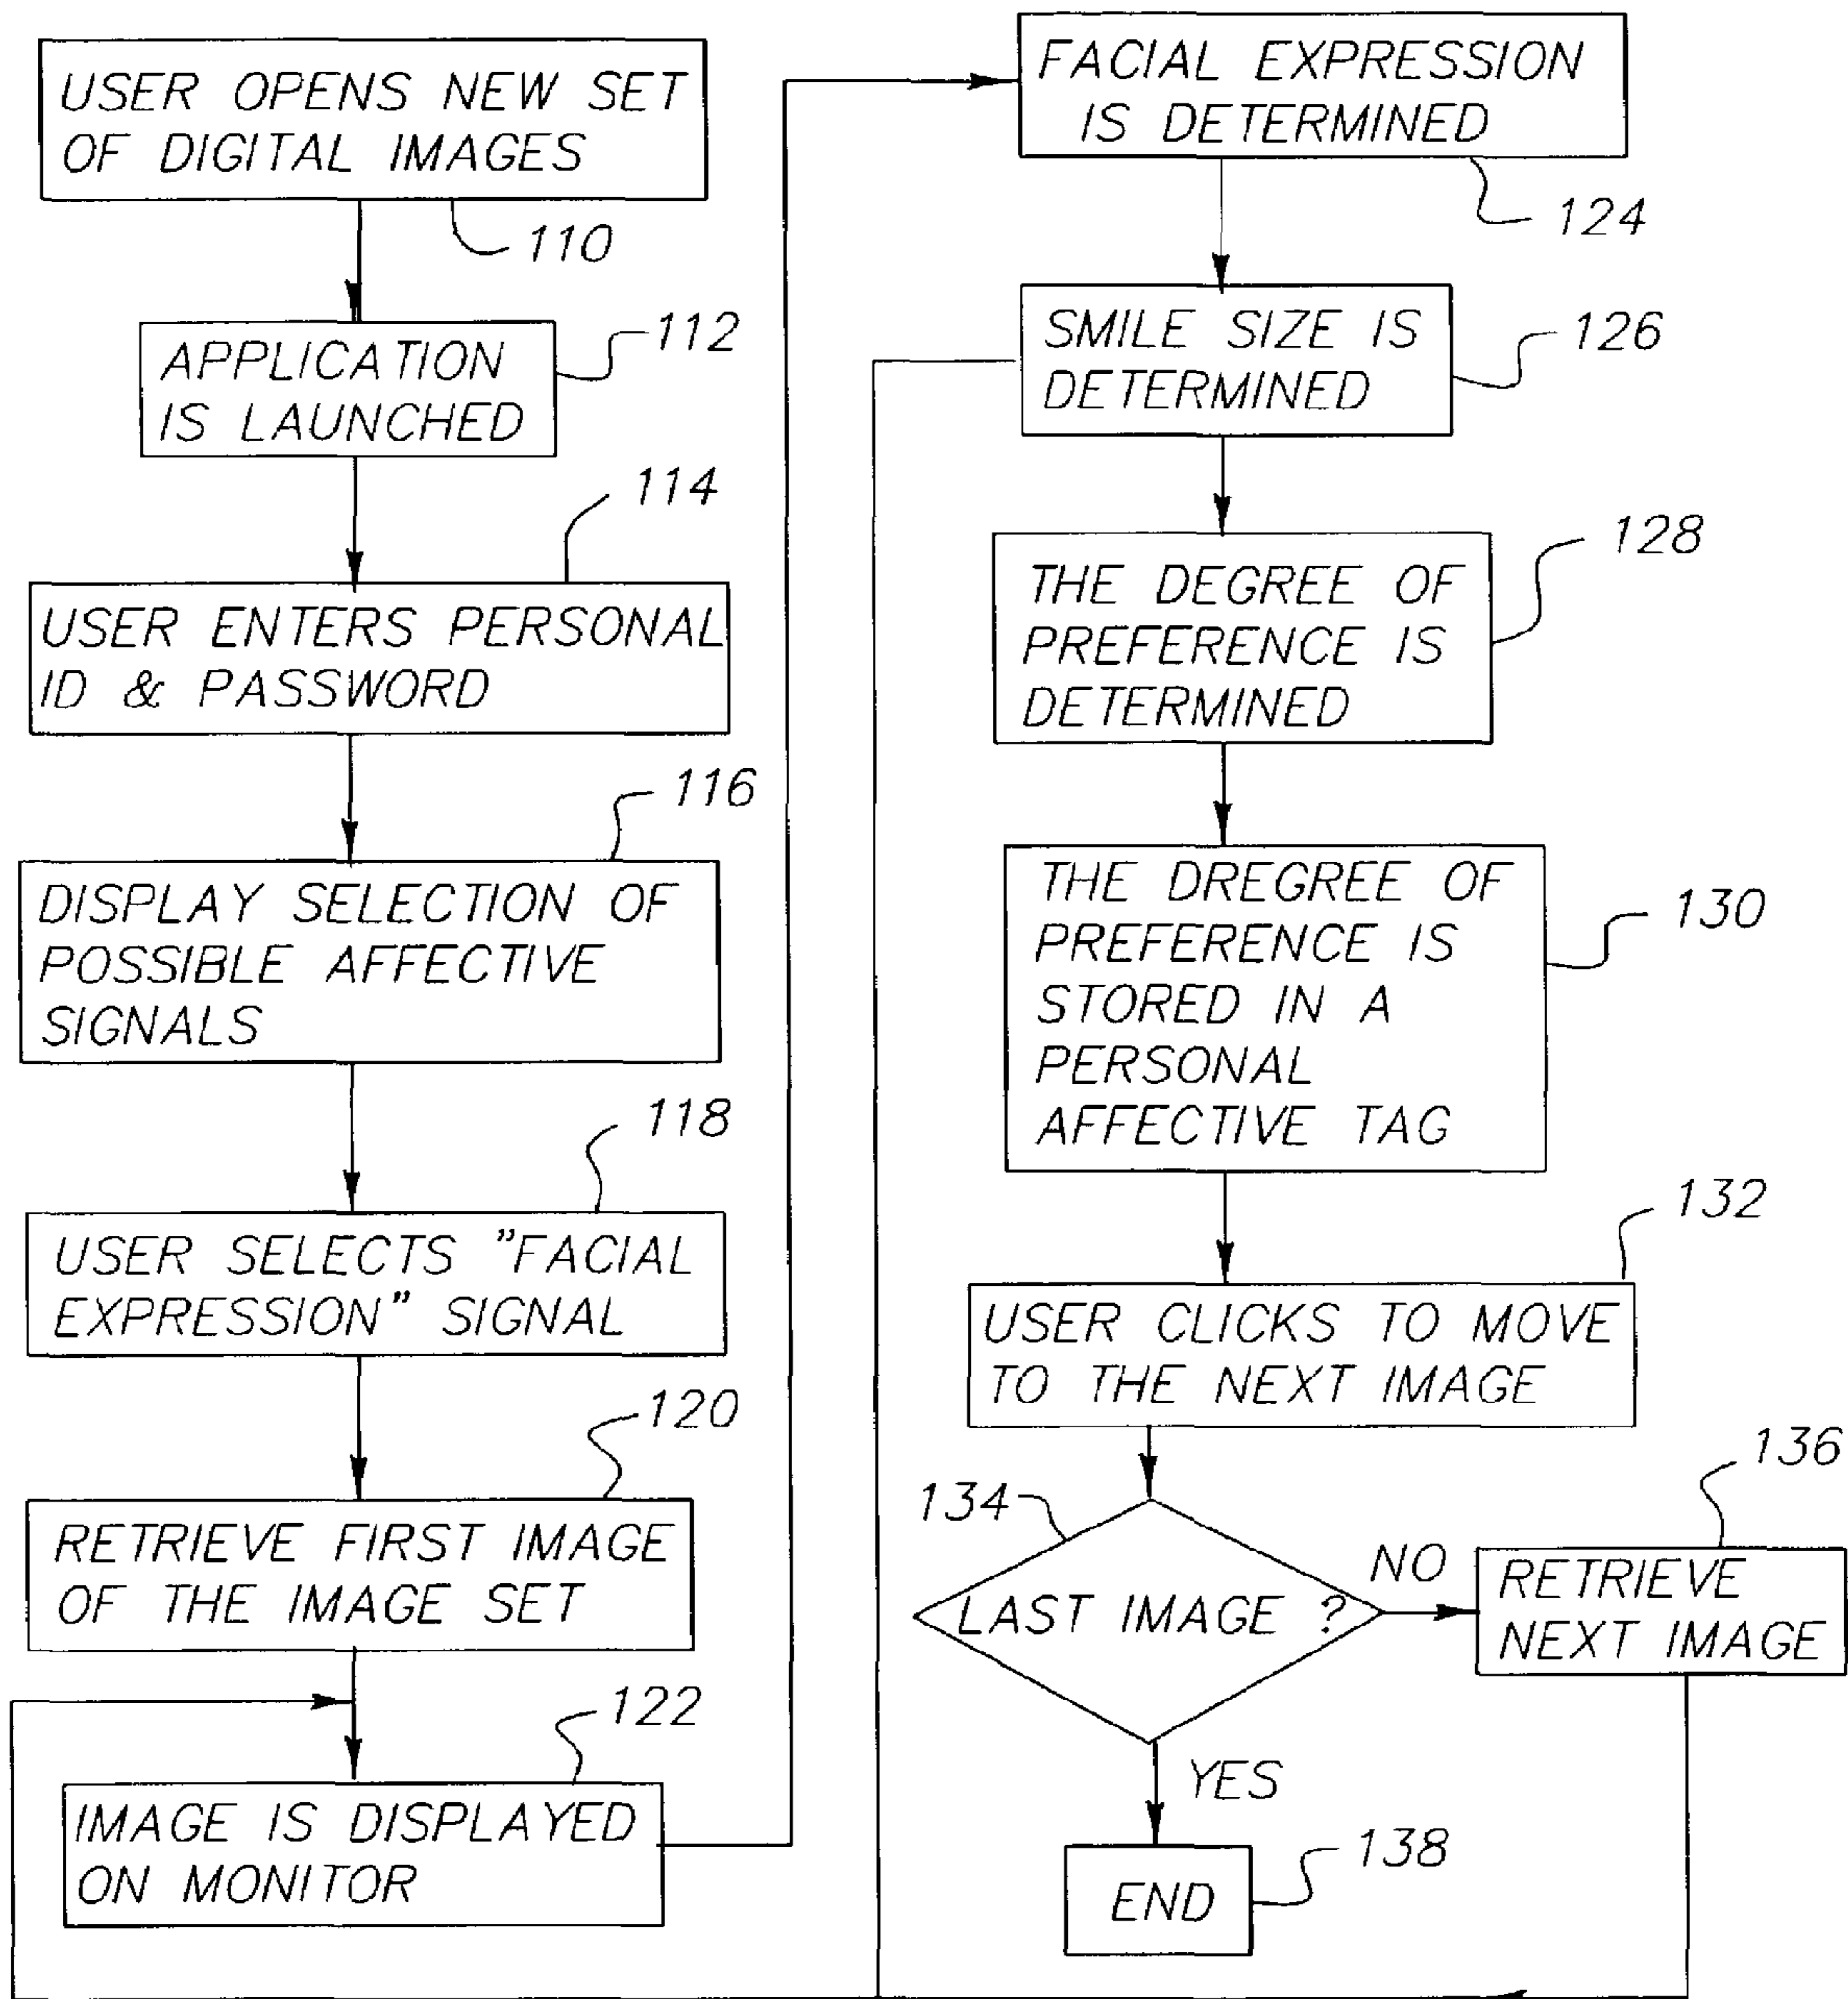 USER OPENS NEW SET
OF DIGITAL IMAGES
110
APPLICATION
IS LAUNCHED
112
114
USER ENTERS PERSONAL
ID & PASSWORD
116
DISPLAY SELECTION OF
POSSIBLE AFFECTIVE
SIGNALS
118
USER SELECTS "FACIAL
EXPRESSION" SIGNAL
120
RETRIEVE FIRST IMAGE
OF THE IMAGE SET
122
IMAGE IS DISPLAYED
ON MONITOR
FACIAL EXPRESSION
IS DETERMINED
124
SMILE SIZE IS
DETERMINED
126
128
THE DEGREE OF
PREFERENCE IS
DETERMINED
THE DREGREE OF
PREFERENCE IS
STORED IN A
PERSONAL
AFFECTIVE TAG
130
132
USER CLICKS TO MOVE
TO THE NEXT IMAGE
134
LAST IMAGE ?
NO
136
RETRIEVE
NEXT IMAGE
YES
END
138